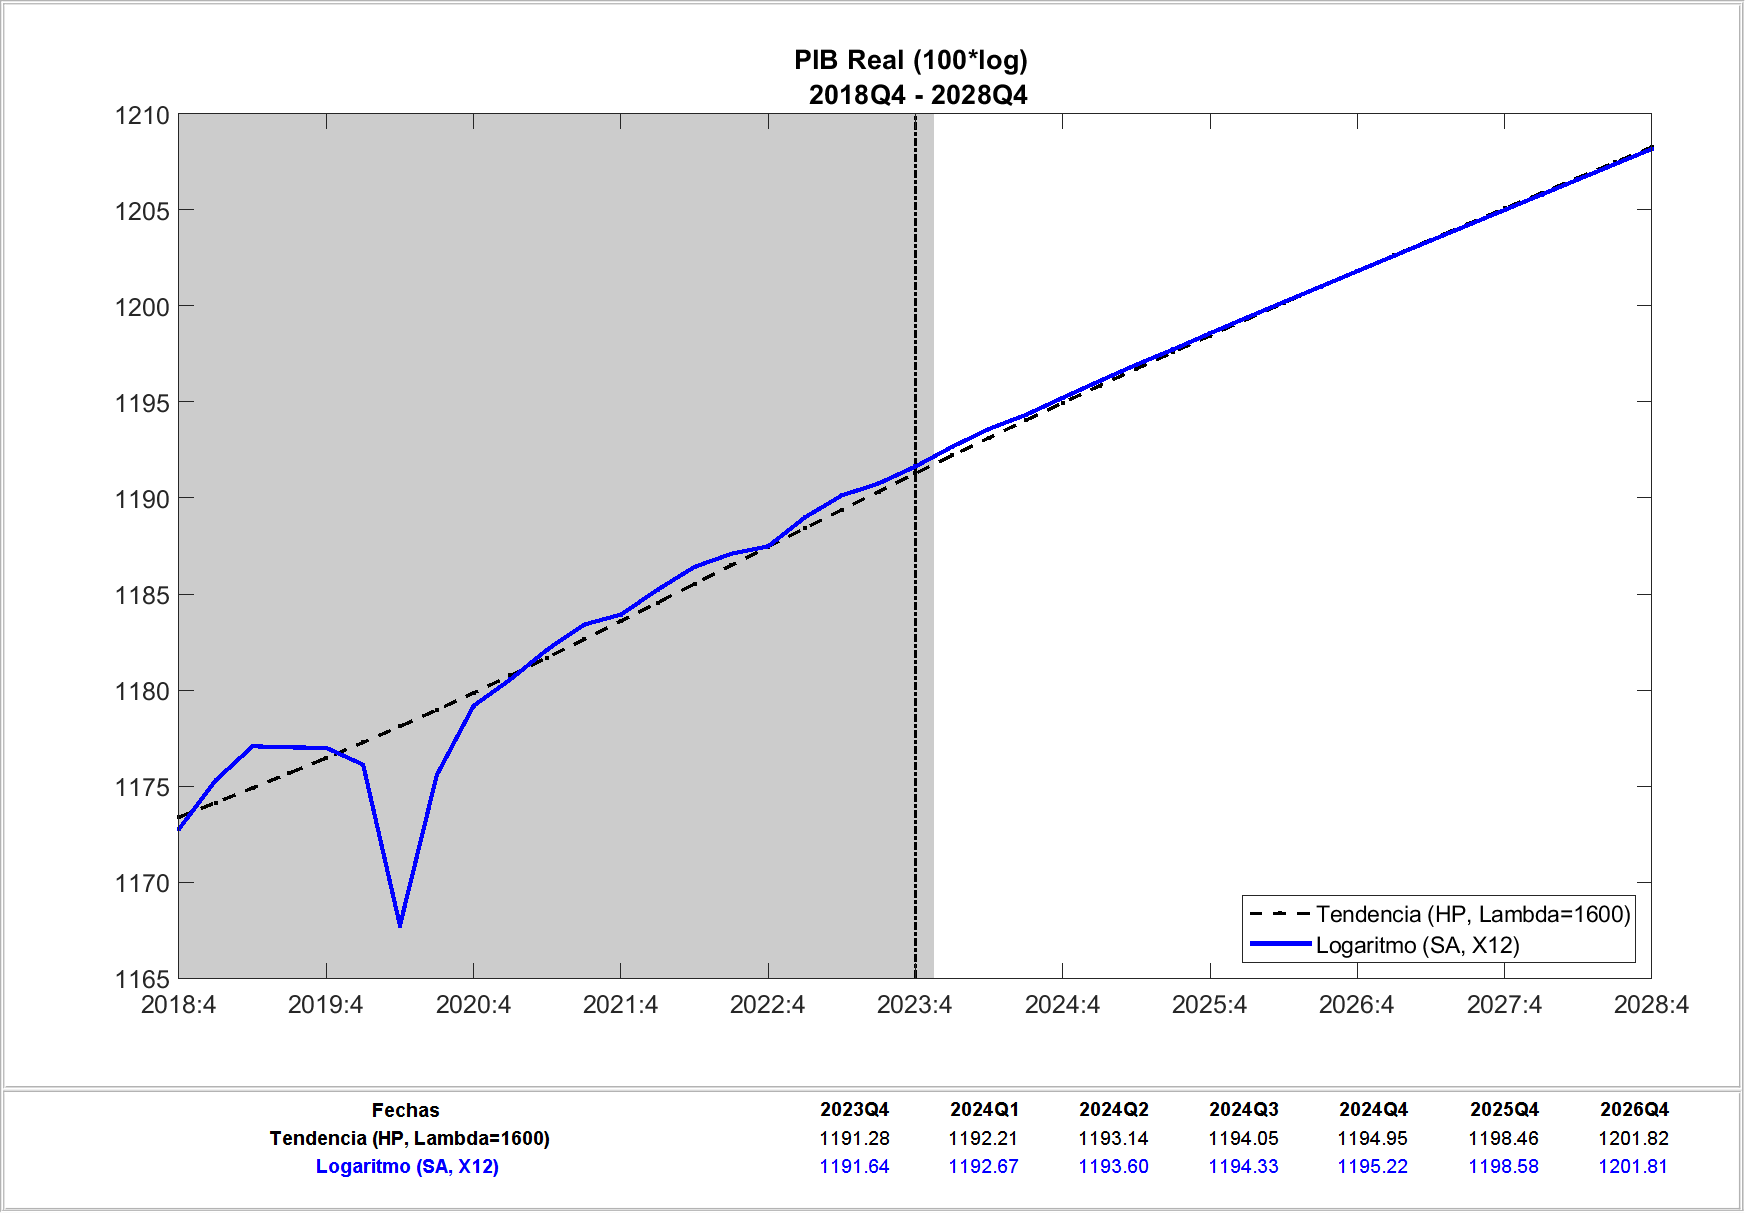 PIB Real (100*log)
2018Q4 - 2028Q4
1210
1205
1200
1195
1190
1185
1180
1175
1170
1165
2018:4 2019:4 2020:4 2021:4 2022:4 2023:4 2024:4 2025:4 2026:4 2027:4 2028:4
Tendencia (HP, Lambda=1600)
Logaritmo (SA, X12)
Fechas 2023Q4 2024Q1 2024Q2 2024Q3 2024Q4 2025Q4 2026Q4
Tendencia (HP, Lambda=1600) 1191.28 1192.21 1193.14 1194.05 1194.95 1198.46 1201.82
Logaritmo (SA, X12) 1191.64 1192.67 1193.60 1194.33 1195.22 1198.58 1201.81